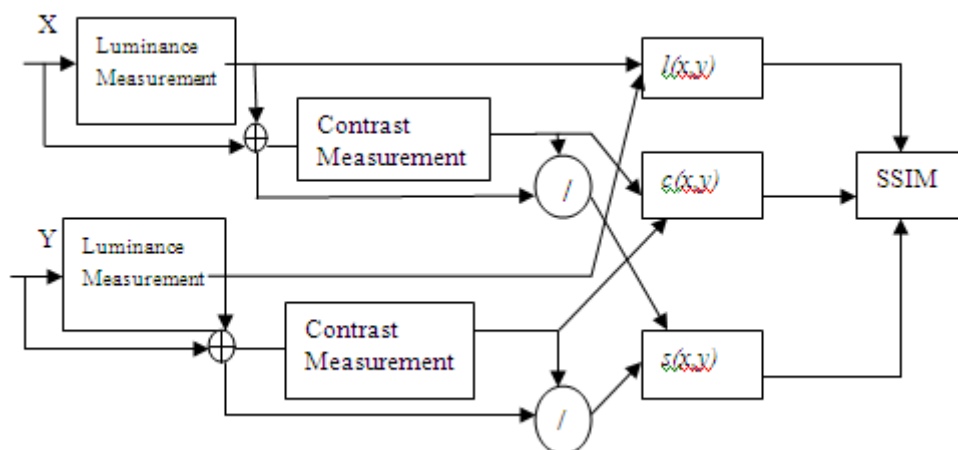 X
Luminance
Measurement
l(x,y)
Contrast
Measurement
/
c(x,y)
SSIM
Y
Luminance
Measurement
Contrast
Measurement
/
s(x,y)